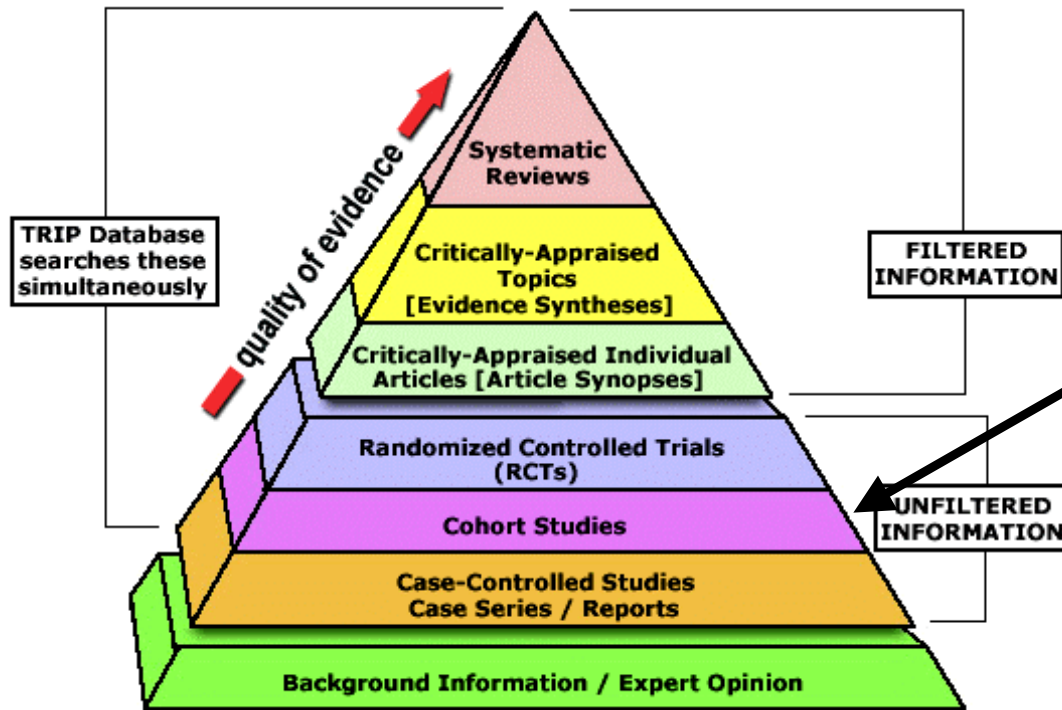 Systematic
Reviews
quality of evidence
TRIP Database
searches these
simultaneously
Critically-Appraised
Topics
[Evidence Syntheses]
FILTERED
INFORMATION
Critically-Appraised Individual
Articles [Article Synopses]
Randomized Controlled Trials
(RCTs)
UNFILTERED
INFORMATION
Cohort Studies
Case-Controlled Studies
Case Series / Reports
Background Information / Expert Opinion